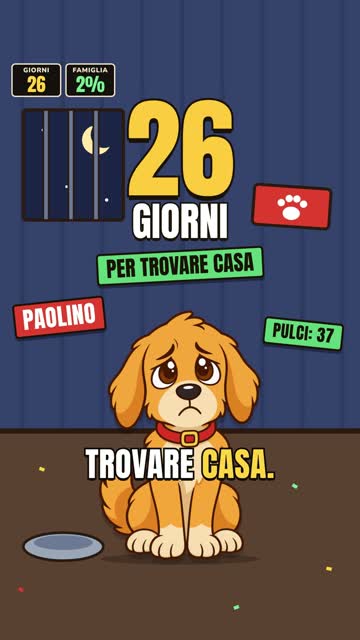 GIORNI
26
FAMIGLIA
2%
26
GIORNI
PER TROVARE CASA
PAOLINO
PULCI: 37
TROVARE CASA.